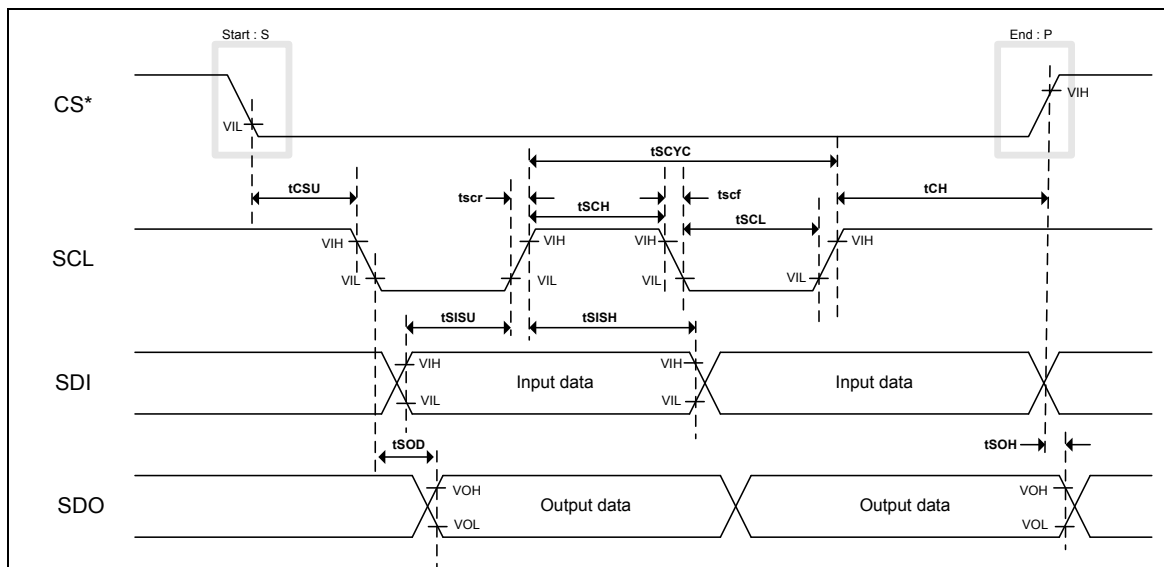 Start : S
End : P
CS*
VIL
VIH
tSCYC
tCSU
tscr
tSCH
tscf
tSCL
tCH
SCL
VIH
VIL
VIH
VIL
VIH
VIL
VIL
VIH
tSISU
tSISH
SDI
VIH
VIL
Input data
VIH
VIL
Input data
tSOD
tSOH
SDO
VOH
VOL
Output data
Output data
VOH
VOL